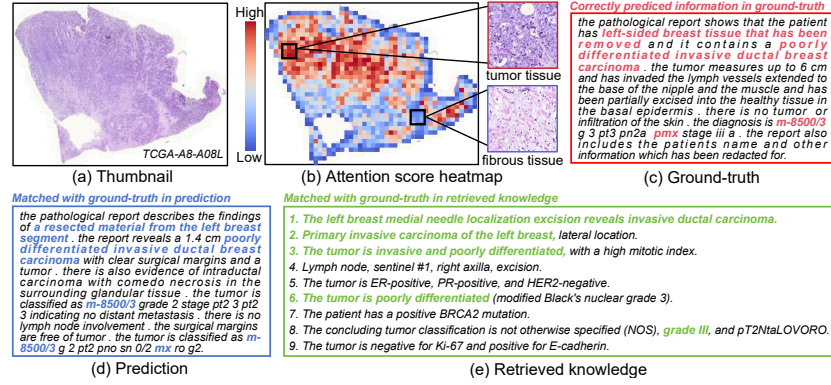 High
Low
TCGA-A8-A08L
tumor tissue
fibrous tissue
(a) Thumbnail
(b) Attention score heatmap
Correctly prediced information in ground-truth
the pathological report shows that the patient
has left-sided breast tissue that has been
removed and it contains a poorly
differentiated invasive ductal breast
carcinoma . the tumor measures up to 6 cm
and has invaded the lymph vessels extended to
the base of the nipple and the muscle and has
been partially excised into the healthy tissue in
the basal epidermis . there is no tumor or
infiltration of the skin . the diagnosis is m-8500/3
g 3 pt3 pn2a pmx stage iii a . the report also
includes the patients name and other
information which has been redacted for.
(c) Ground-truth
Matched with ground-truth in prediction
the pathological report describes the findings
of a resected material from the left breast
segment . the report reveals a 1.4 cm poorly
differentiated invasive ductal breast
carcinoma with clear surgical margins and a
tumor . there is also evidence of intraductal
carcinoma with comedo necrosis in the
surrounding glandular tissue . the tumor is
classified as m-8500/3 grade 2 stage pt2 3 pt2
3 indicating no distant metastasis . there is no
lymph node involvement . the surgical margins
are free of tumor . the tumor is classified as m-
8500/3 g 2 pt2 pno sn 0/2 mx ro g2.
(d) Prediction
Matched with ground-truth in retrieved knowledge
1. The left breast medial needle localization excision reveals invasive ductal carcinoma.
2. Primary invasive carcinoma of the left breast, lateral location.
3. The tumor is invasive and poorly differentiated, with a high mitotic index.
4. Lymph node, sentinel #1, right axilla, excision.
5. The tumor is ER-positive, PR-positive, and HER2-negative.
6. The tumor is poorly differentiated (modified Black's nuclear grade 3).
7. The patient has a positive BRCA2 mutation.
8. The concluding tumor classification is not otherwise specified (NOS), grade III, and pT2NtaLOVORO.
9. The tumor is negative for Ki-67 and positive for E-cadherin.
(e) Retrieved knowledge